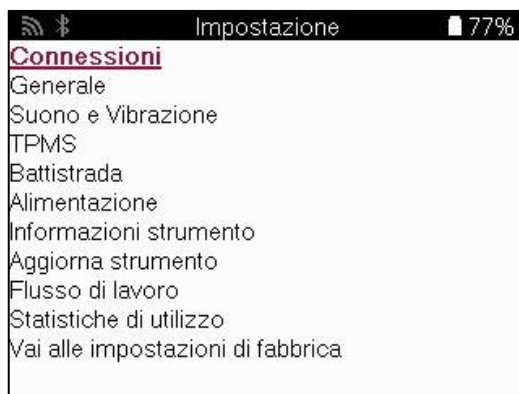 Impostazione 77%
Connessioni
Generale
Suono e Vibrazione
TPMS
Battistrada
Alimentazione
Informazioni strumento
Aggiorna strumento
Flusso di lavoro
Statistiche di utilizzo
Vai alle impostazioni di fabbrica